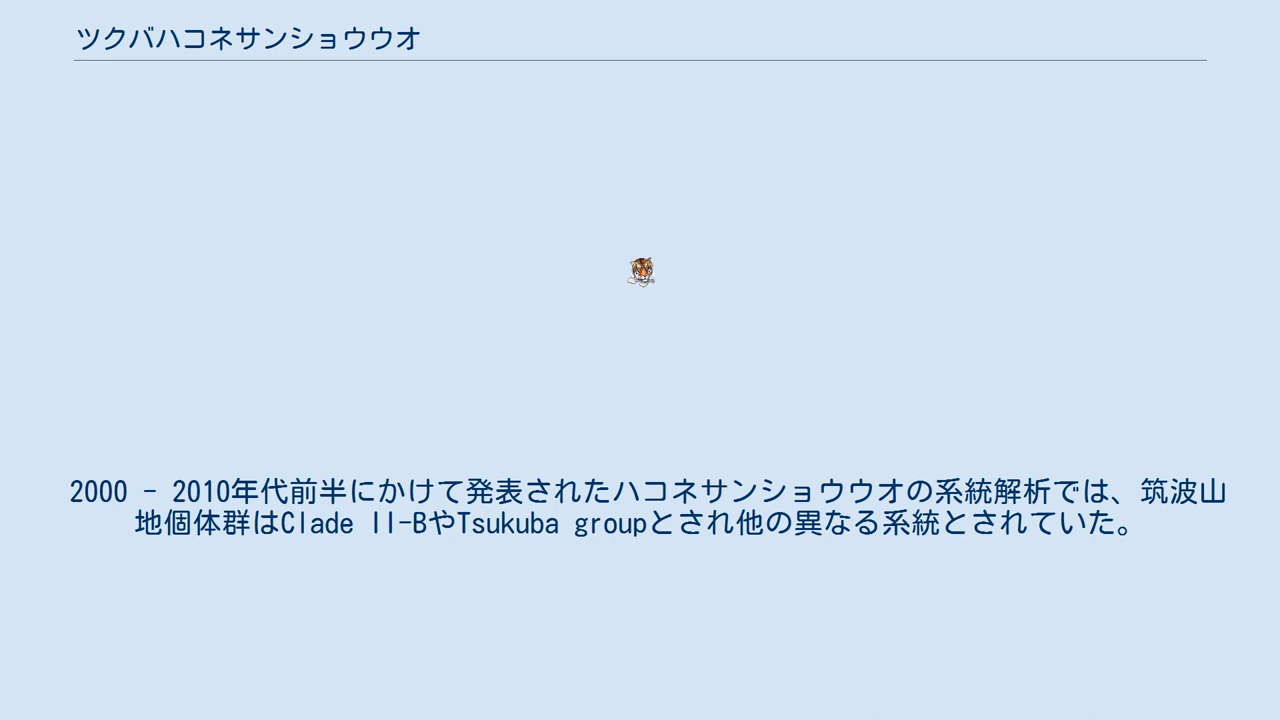 ツクバハコネサンショウウオ
2000 - 2010年代前半にかけて発表されたハコネサンショウウオの系統解析では、筑波山
地個体群はClade II-BやTsukuba groupとされ他の異なる系統とされていた。